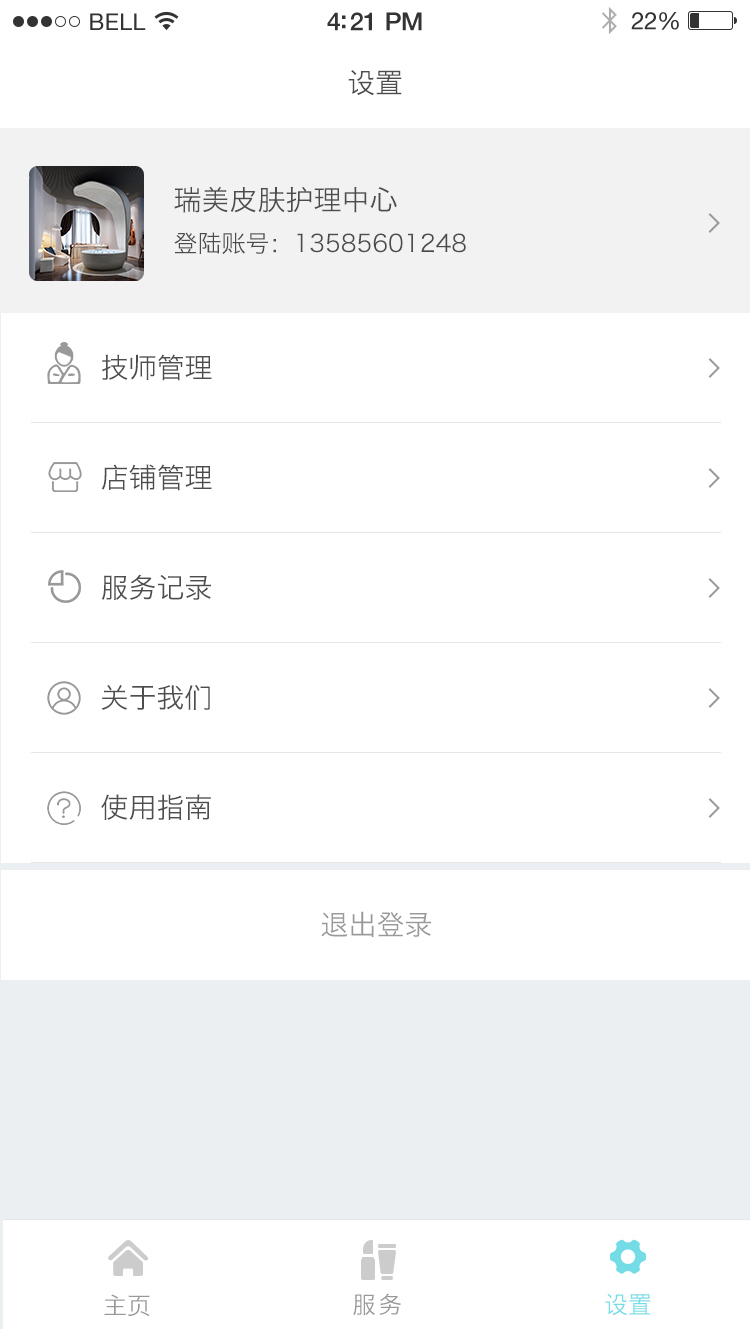 BELL 4:21 PM 22%
设置
瑞美皮肤护理中心
登陆账号：13585601248
技师管理
店铺管理
服务记录
关于我们
使用指南
退出登录
主页 服务 设置